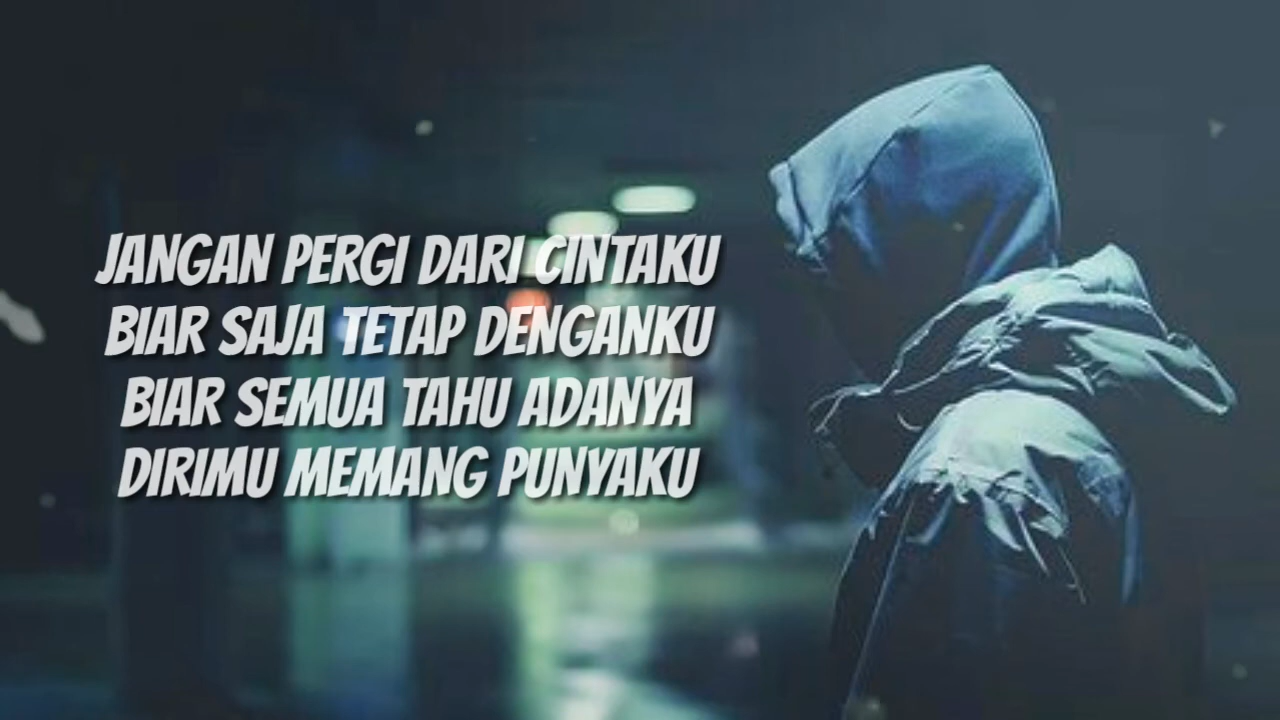 JANGAN PERGI DARI CINTAKU
BIAR SAJA TETAP DENGANKU
BIAR SEMUA TAHU ADANYA
DIRIMU MEMANG PUNYAKU